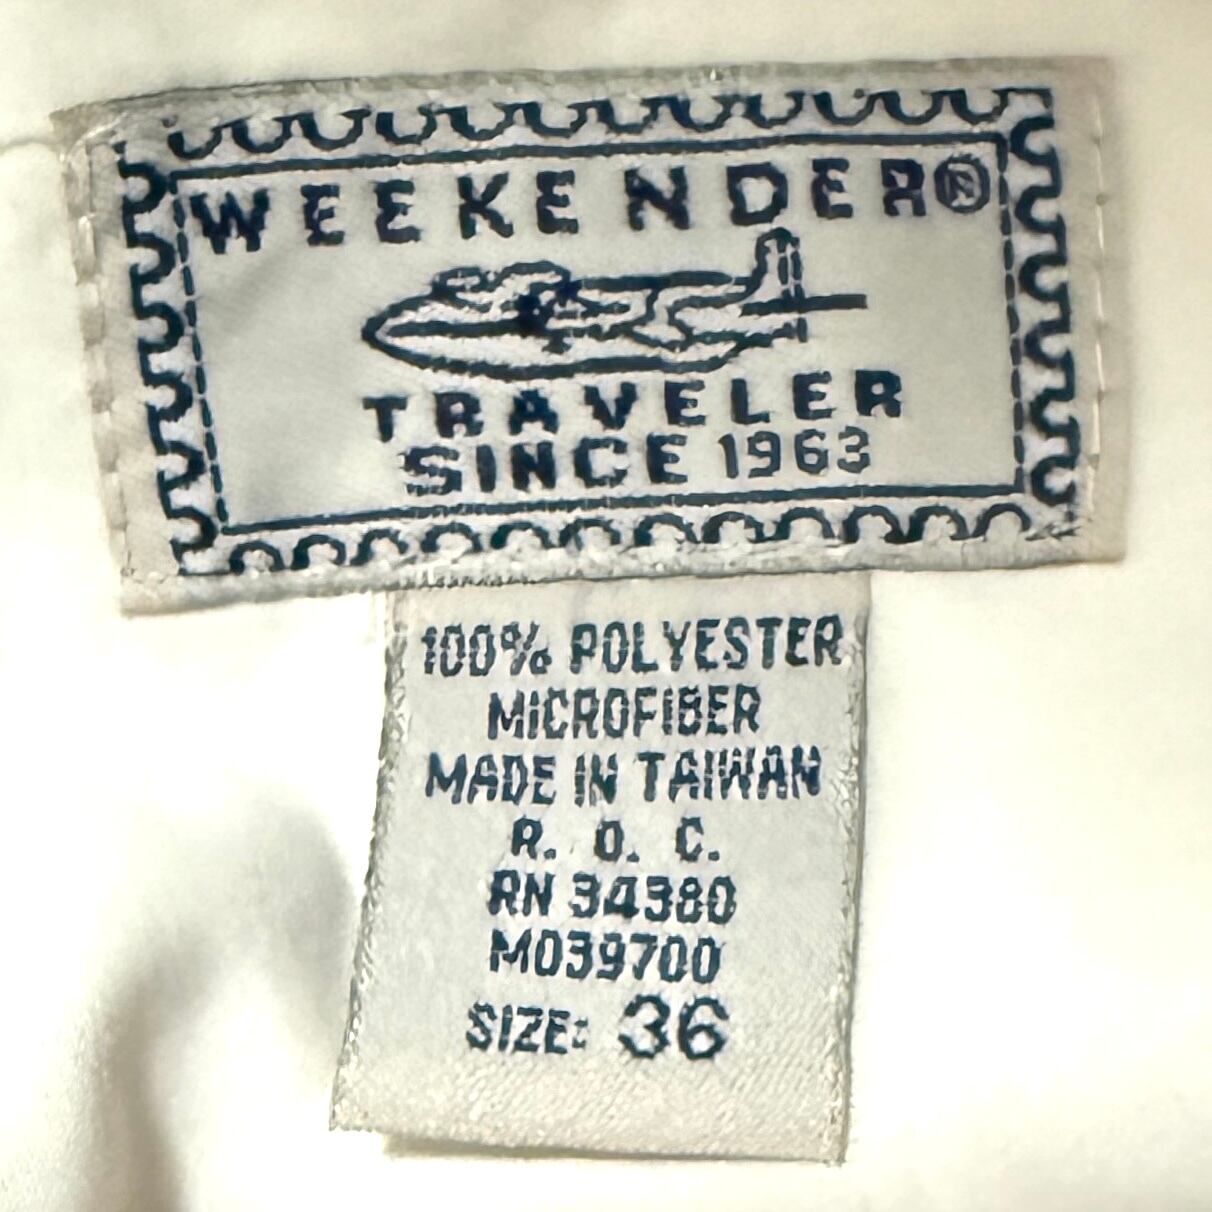 WEEKENDER®
TRAVELER
SINCE 1963
100% POLYESTER
MICROFIBER
MADE IN TAIWAN
R. O. C.
RN 34380
M039700
SIZE: 36